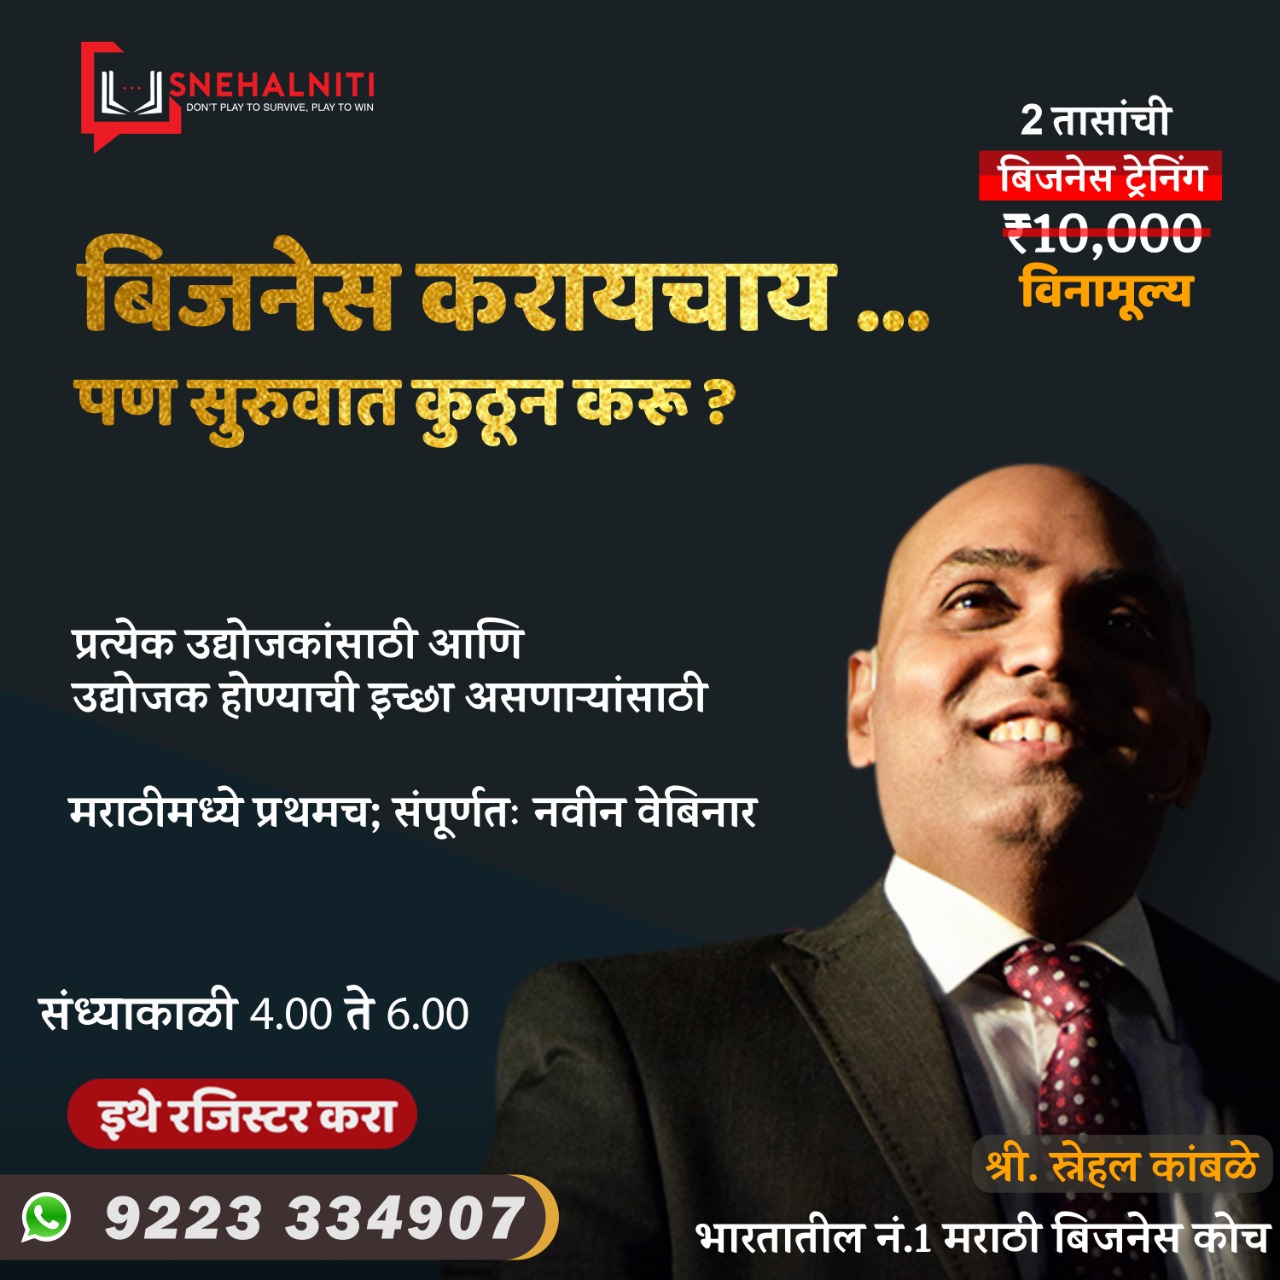 SNEHALNITI
DON'T PLAY TO SURVIVE, PLAY TO WIN
2 तासांची
बिजनेस ट्रेनिंग
₹10,000
विनामूल्य
बिजनेस करायचाय ...
पण सुरुवात कुठून करू ?
प्रत्येक उद्योजकांसाठी आणि
उद्योजक होण्याची इच्छा असणाऱ्यांसाठी
मराठीमध्ये प्रथमच; संपूर्णतः नवीन वेबिनार
संध्याकाळी 4.00 ते 6.00
इथे रजिस्टर करा
9223 334907
श्री. स्नेहल कांबळे
भारतातील नं.1 मराठी बिजनेस कोच